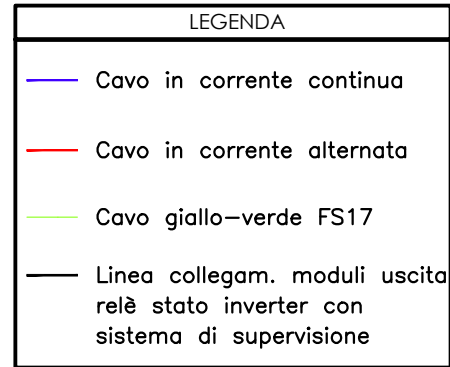 LEGENDA
Cavo in corrente continua
Cavo in corrente alternata
Cavo giallo-verde FS17
Linea collegam. moduli uscita
relè stato inverter con
sistema di supervisione